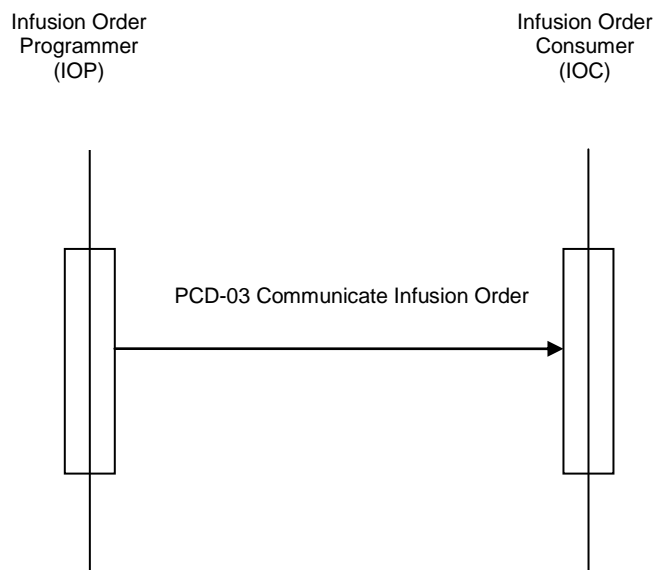 Infusion Order
Programmer
(IOP)
Infusion Order
Consumer
(IOC)
PCD-03 Communicate Infusion Order